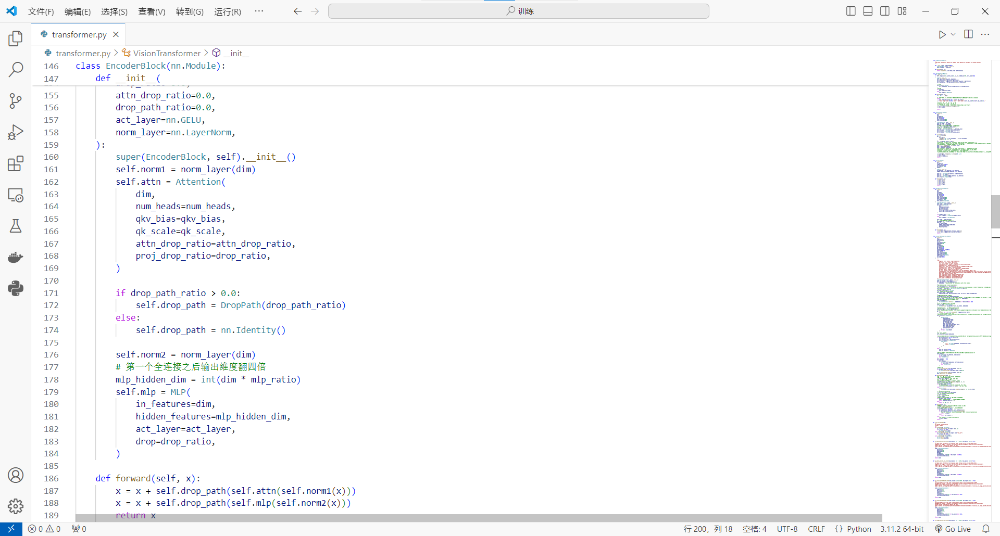 文件(F) 编辑(E) 选择(S) 查看(V) 转到(G) 运行(R) ··· 训练
transformer.py
transformer.py > VisionTransformer > __init__
146 class EncoderBlock(nn.Module):
147 def __init__(
155 attn_drop_ratio=0.0,
156 drop_path_ratio=0.0,
157 act_layer=nn.GELU,
158 norm_layer=nn.LayerNorm,
159 ):
160 super(EncoderBlock, self).__init__()
161 self.norm1 = norm_layer(dim)
162 self.attn = Attention(
163 dim,
164 num_heads=num_heads,
165 qkv_bias=qkv_bias,
166 qk_scale=qk_scale,
167 attn_drop_ratio=attn_drop_ratio,
168 proj_drop_ratio=drop_ratio,
169 )
170
171 if drop_path_ratio > 0.0:
172 self.drop_path = DropPath(drop_path_ratio)
173 else:
174 self.drop_path = nn.Identity()
175
176 self.norm2 = norm_layer(dim)
177 # 第一个全连接之后输出维度翻四倍
178 mlp_hidden_dim = int(dim * mlp_ratio)
179 self.mlp = MLP(
180 in_features=dim,
181 hidden_features=mlp_hidden_dim,
182 act_layer=act_layer,
183 drop=drop_ratio,
184 )
185
186 def forward(self, x):
187 x = x + self.drop_path(self.attn(self.norm1(x)))
188 x = x + self.drop_path(self.mlp(self.norm2(x)))
189 return x
0 0 0 行 200，列 18 空格: 4 UTF-8 CRLF {} Python 3.11.2 64-bit Go Live